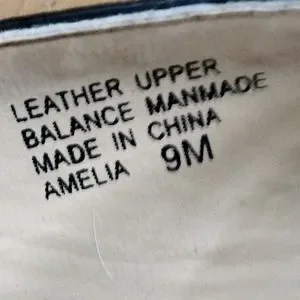 LEATHER UPPER
BALANCE MANMADE
MADE IN CHINA
AMELIA 9M